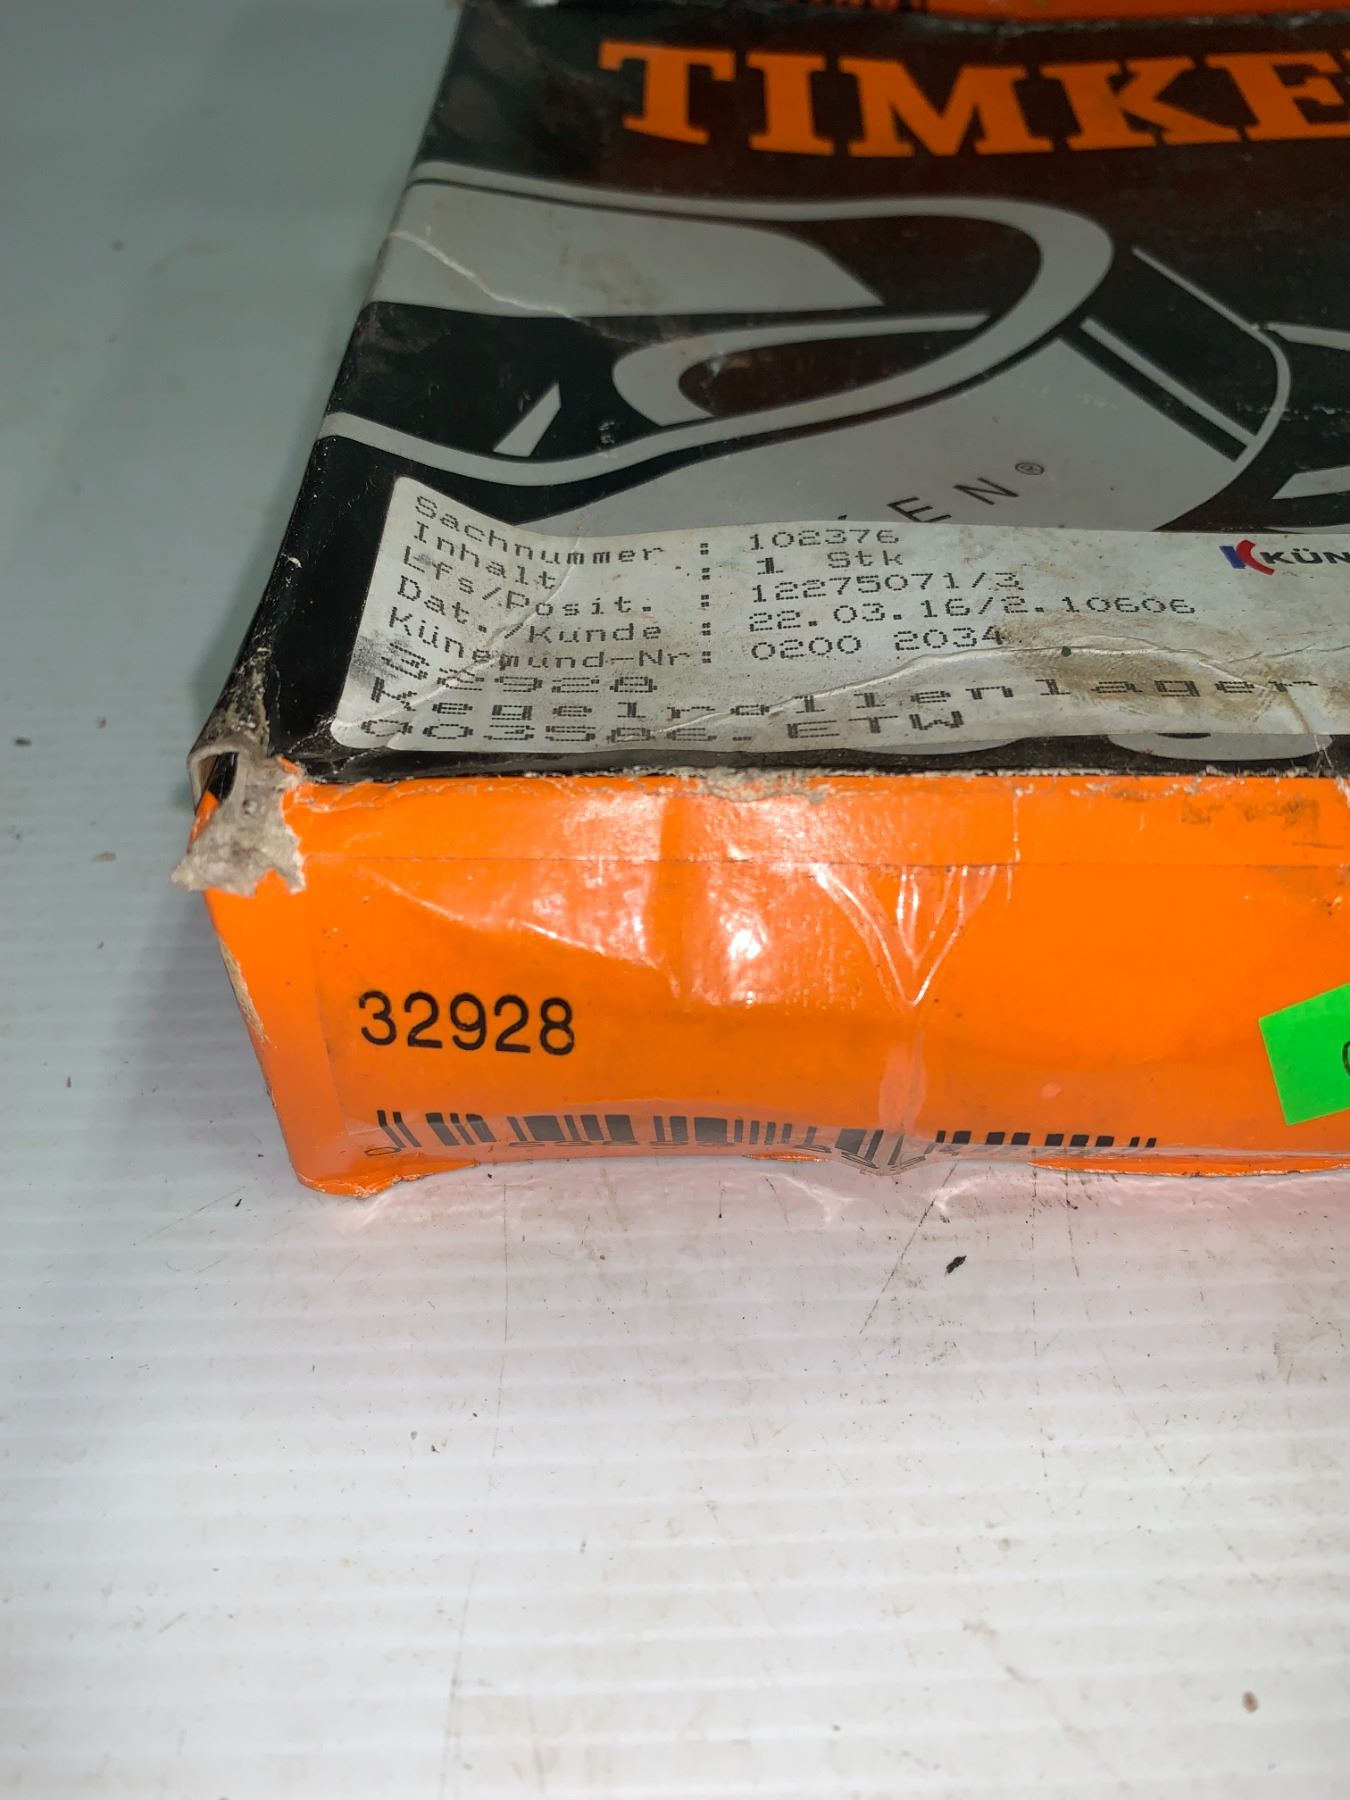 TIMKE
EN®
KÜN
Sachnummer : 102376
Inhalt : 1 Stk
Lfs/Posit. : 12275071/3
Dat./Kunde : 22.03.16/2.10606
Künemund-Nr: 0200 2034
32928
Kegelrollenlager
32928